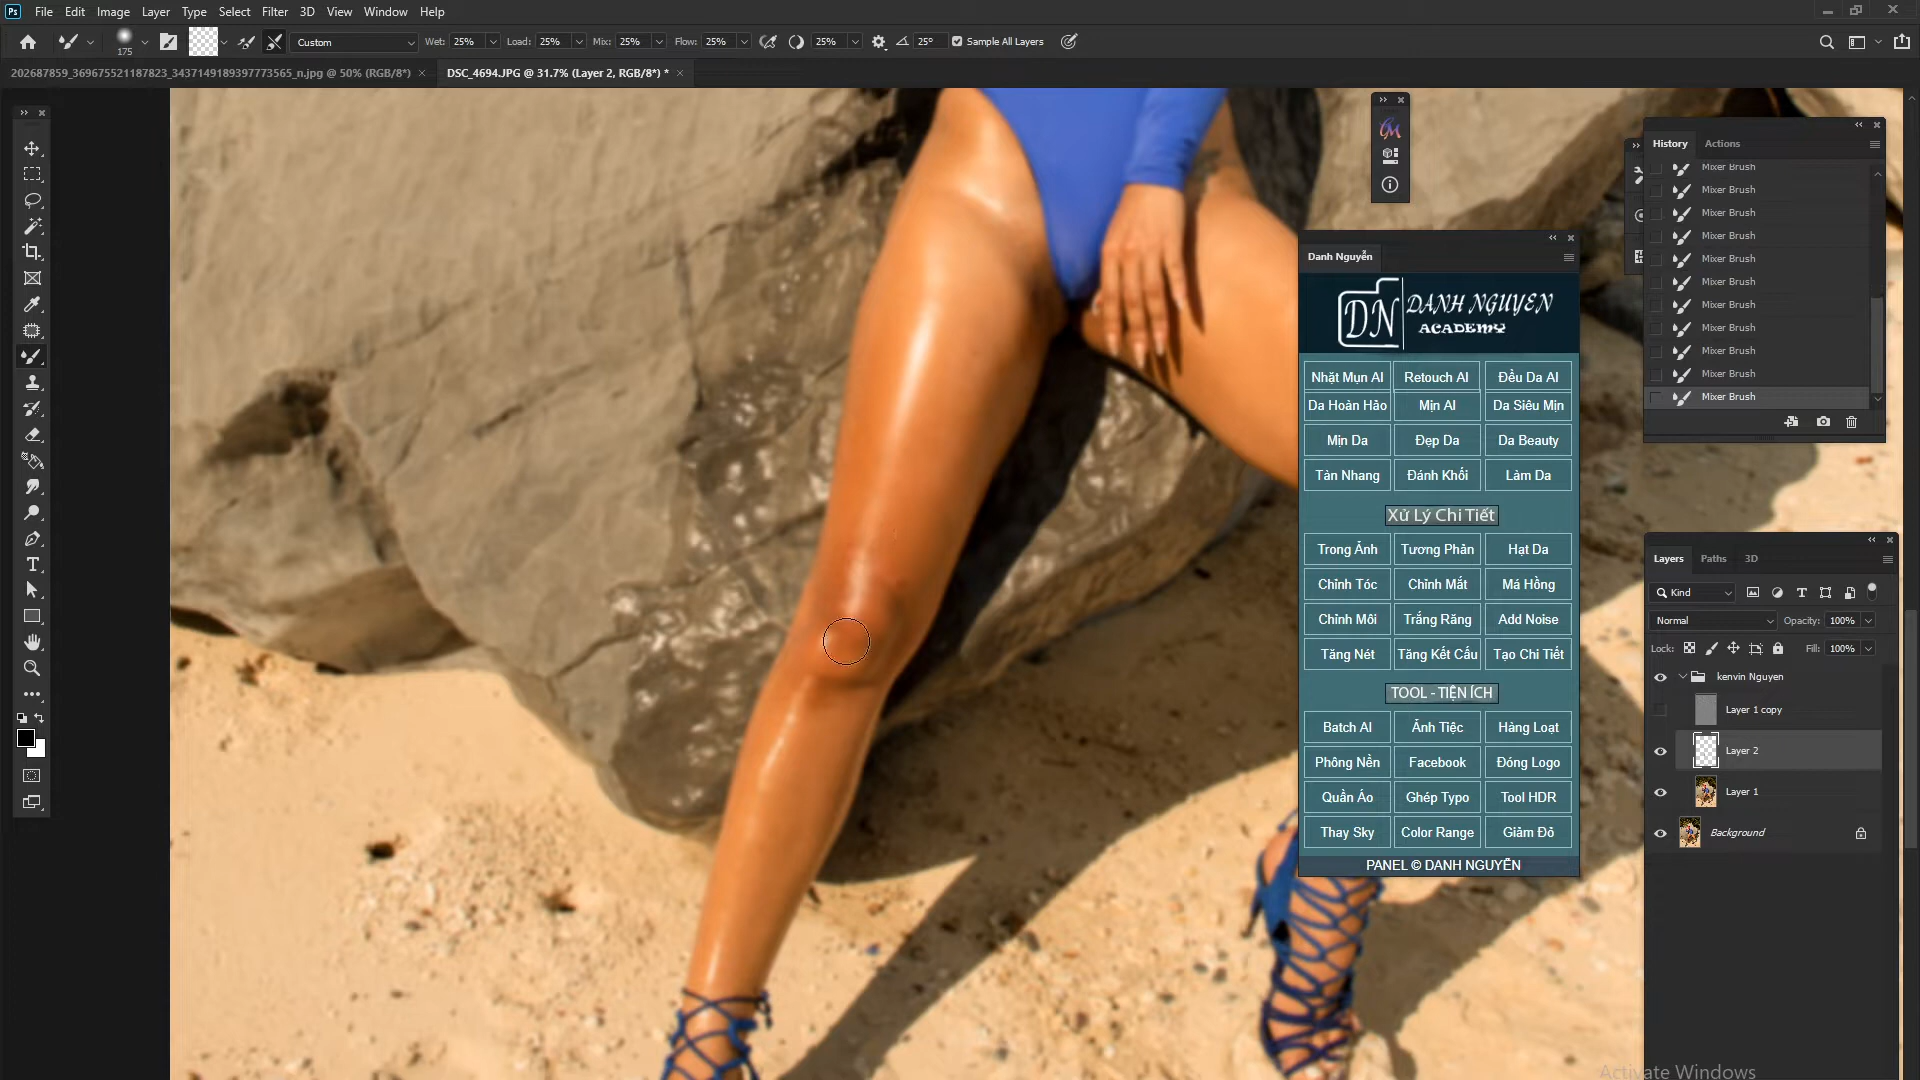 Ps File Edit Image Layer Type Select Filter 3D View Window Help
175 Custom Wet: 25% Load: 25% Mix: 25% Flow: 25% 25% 25° Sample All Layers
202687859_369675521187823_3437149189397773565_n.jpg @ 50% (RGB/8*) × DSC_4694.JPG @ 31.7% (Layer 2, RGB/8*) * ×
History Actions
Mixer Brush
Mixer Brush
Mixer Brush
Mixer Brush
Mixer Brush
Mixer Brush
Mixer Brush
Mixer Brush
Mixer Brush
Mixer Brush
Mixer Brush
Danh Nguyễn
DN DANH NGUYEN
ACADEMY
Nhặt Mụn AI Retouch AI Đều Da AI
Da Hoàn Hảo Mịn AI Da Siêu Mịn
Mịn Da Đẹp Da Da Beauty
Tàn Nhang Đánh Khối Làm Da
Xử Lý Chi Tiết
Trong Ảnh Tương Phản Hạt Da
Chỉnh Tóc Chỉnh Mắt Má Hồng
Chỉnh Môi Trắng Răng Add Noise
Tăng Nét Tăng Kết Cấu Tạo Chi Tiết
TOOL - TIỆN ÍCH
Batch AI Ảnh Tiệc Hàng Loạt
Phông Nền Facebook Đóng Logo
Quần Áo Ghép Typo Tool HDR
Thay Sky Color Range Giảm Đỏ
PANEL © DANH NGUYỄN
Layers Paths 3D
Kind
Normal Opacity: 100%
Lock: Fill: 100%
kenvin Nguyen
Layer 1 copy
Layer 2
Layer 1
Background
Activate Windows